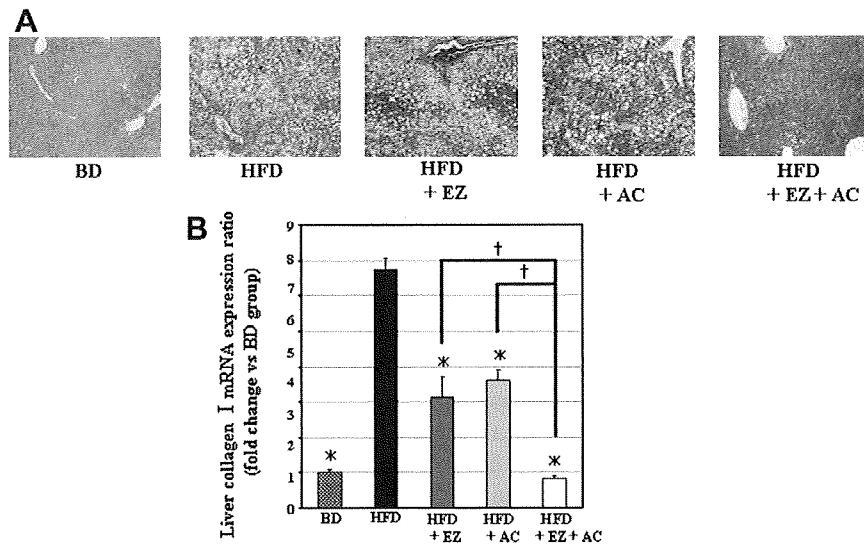 A
BD
HFD
HFD
+ EZ
HFD
+ AC
HFD
+ EZ + AC
B
Liver collagen I mRNA expression ratio
(fold change vs BD group)
9
8
7
6
5
4
3
2
1
0
†
†
*
*
*
*
BD
HFD
HFD
+ EZ
HFD
+ AC
HFD
+ EZ + AC